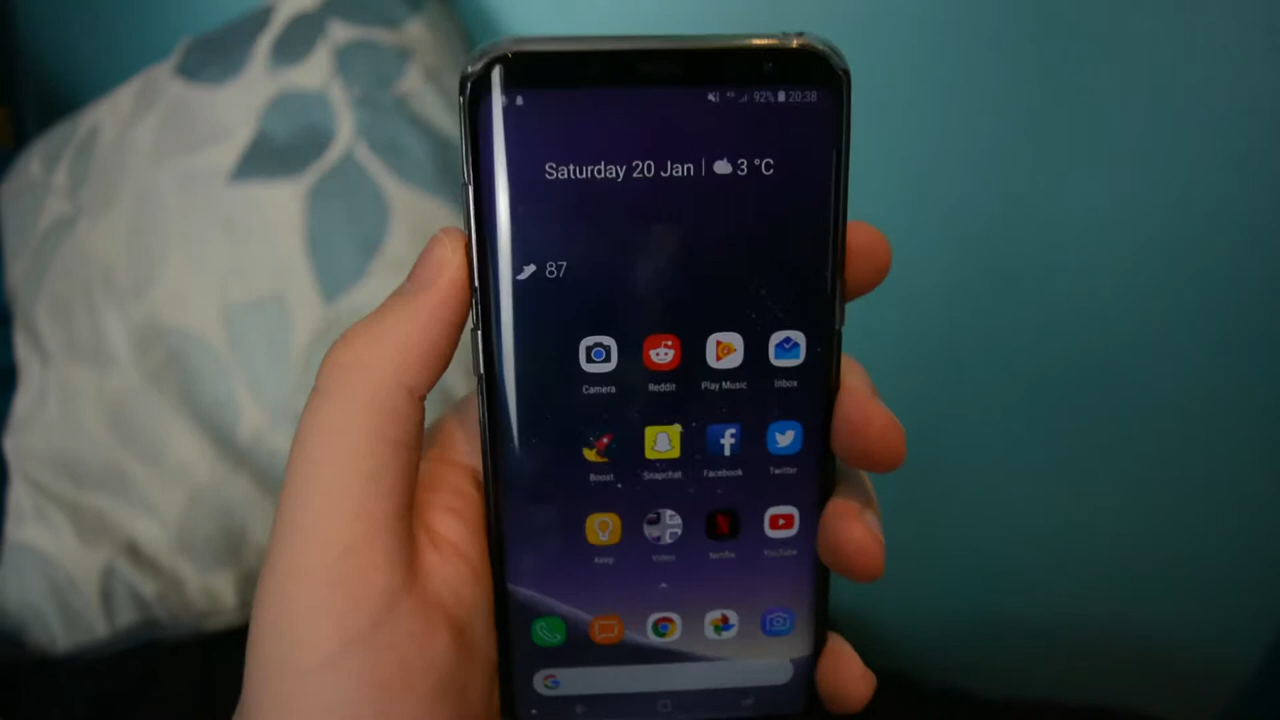 92% 20:38
Saturday 20 Jan | 3 °C
87
Camera Reddit Play Music Inbox
Boost Snapchat Facebook Twitter
Keep Video Netflix YouTube